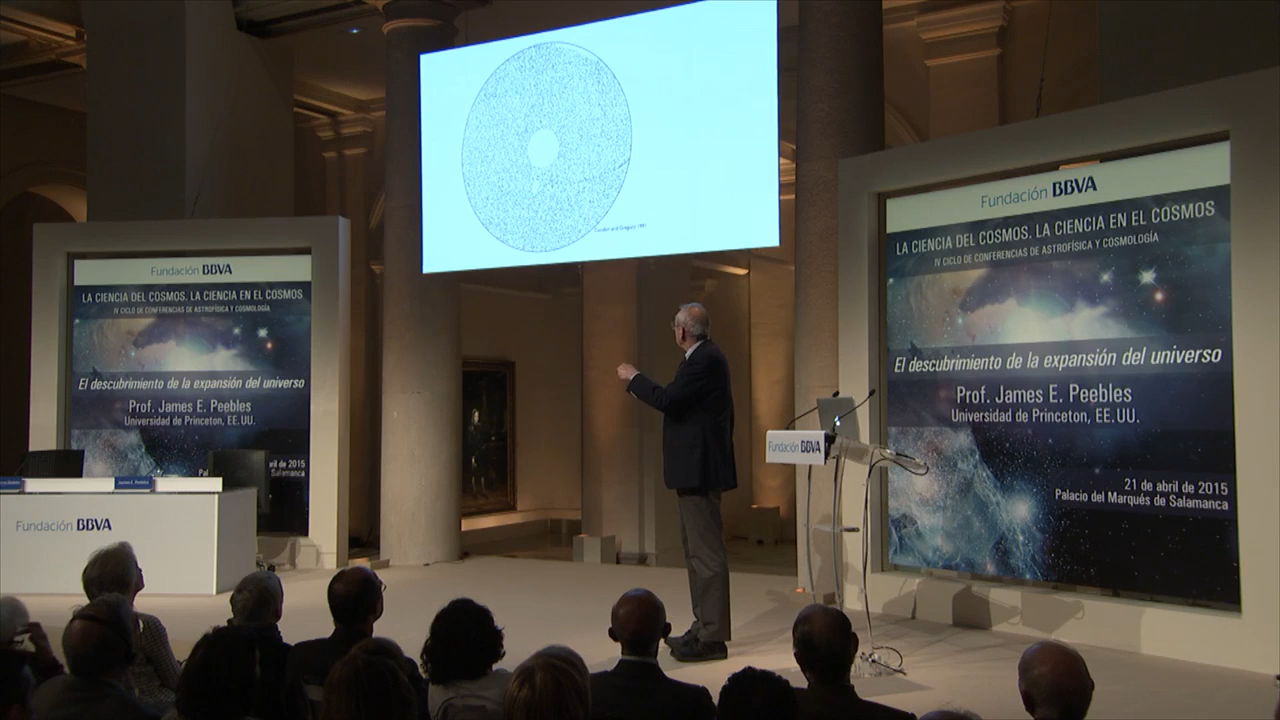 Fundación BBVA
LA CIENCIA DEL COSMOS. LA CIENCIA EN EL COSMOS
IV CICLO DE CONFERENCIAS DE ASTROFÍSICA Y COSMOLOGÍA
El descubrimiento de la expansión del universo
Prof. James E. Peebles
Universidad de Princeton, EE.UU.
ril de 2015
Pal
Salamanca
James E. Peebles
Fundación BBVA
Fundación BBVA
Fundación BBVA
LA CIENCIA DEL COSMOS. LA CIENCIA EN EL COSMOS
IV CICLO DE CONFERENCIAS DE ASTROFÍSICA Y COSMOLOGÍA
El descubrimiento de la expansión del universo
Prof. James E. Peebles
Universidad de Princeton, EE.UU.
21 de abril de 2015
Palacio del Marqués de Salamanca